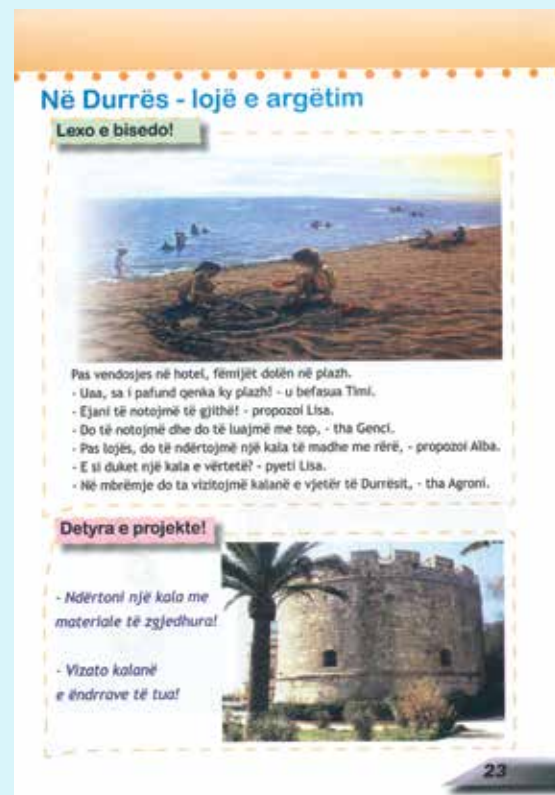 Në Durrës - lojë e argëtim
Lexo e bisedo!
Pas vendosjes në hotel, fëmijët dolën në plazh.
- Uaa, sa i pafund qenka ky plazh! - u befasua Timi.
- Ejani të notojmë të gjithë! - propozoi Lisa.
- Do të notojmë dhe do të luajmë me top, - tha Genci.
- Pas lojës, do të ndërtojmë një kala të madhe me rërë, - propozoi Alba.
- E si duket një kala e vërtetë? - pyeti Lisa.
- Në mbrëmje do ta vizitojmë kalanë e vjetër të Durrësit, - tha Agroni.
Detyra e projekte!
- Ndërtoni një kala me
materiale të zgjedhura!
- Vizato kalanë
e ëndrrave të tua!
23